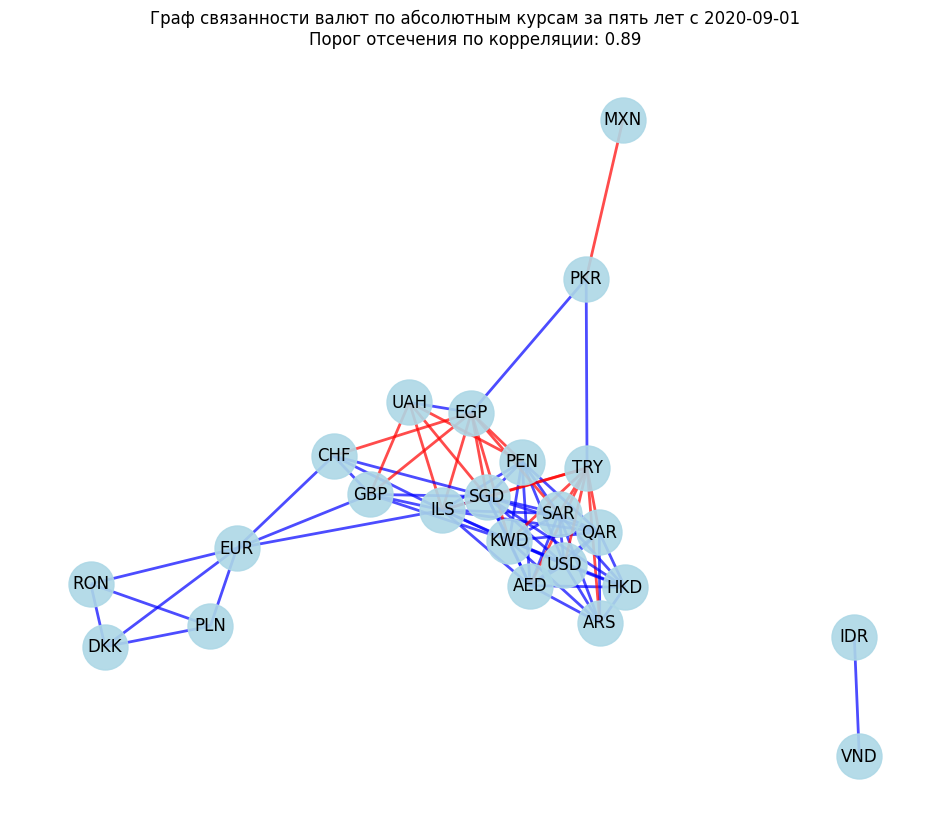 Граф связанности валют по абсолютным курсам за пять лет с 2020-09-01
Порог отсечения по корреляции: 0.89
MXN
PKR
UAH
EGP
CHF
PEN
TRY
GBP
SGD
ILS
SAR
QAR
KWD
EUR
USD
RON
AED
HKD
ARS
PLN
DKK
IDR
VND